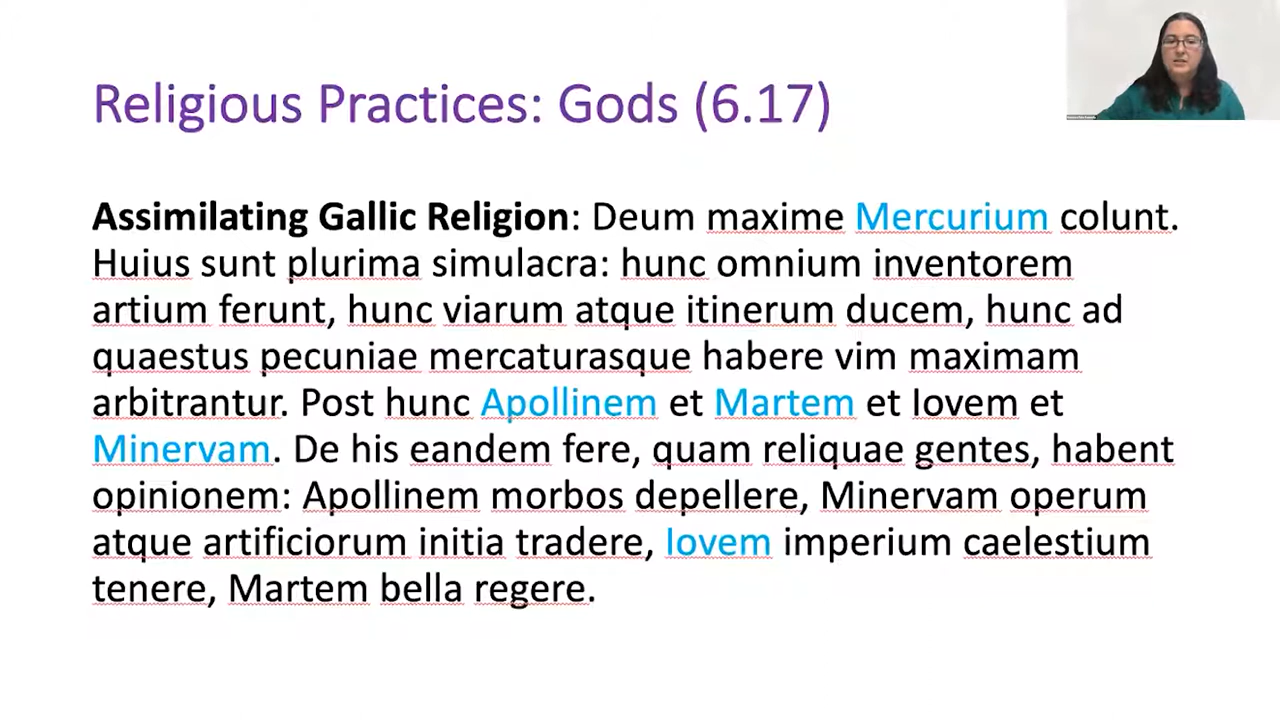 Religious Practices: Gods (6.17)
Assimilating Gallic Religion: Deum maxime Mercurium colunt.
Huius sunt plurima simulacra: hunc omnium inventorem
artium ferunt, hunc viarum atque itinerum ducem, hunc ad
quaestus pecuniae mercaturasque habere vim maximam
arbitrantur. Post hunc Apollinem et Martem et Iovem et
Minervam. De his eandem fere, quam reliquae gentes, habent
opinionem: Apollinem morbos depellere, Minervam operum
atque artificiorum initia tradere, Iovem imperium caelestium
tenere, Martem bella regere.